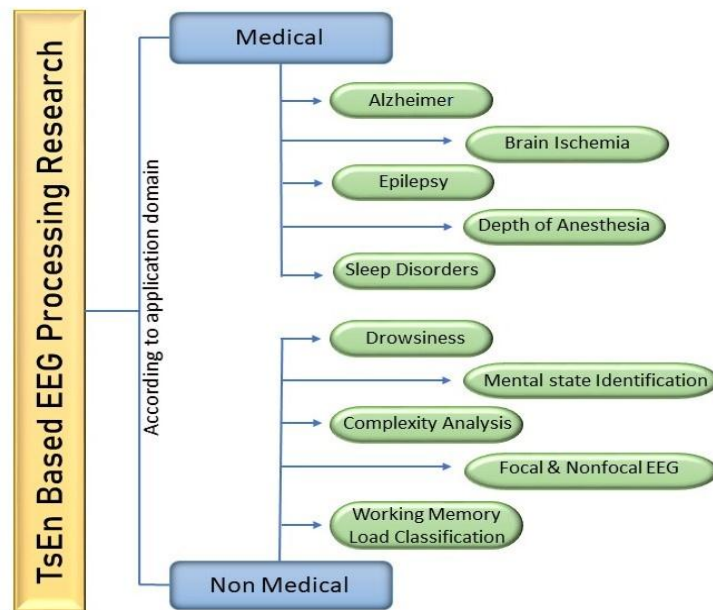 TsEn Based EEG Processing Research
According to application domain
Medical
Alzheimer
Brain Ischemia
Epilepsy
Depth of Anesthesia
Sleep Disorders
Drowsiness
Mental state Identification
Complexity Analysis
Focal & Nonfocal EEG
Working Memory
Load Classification
Non Medical